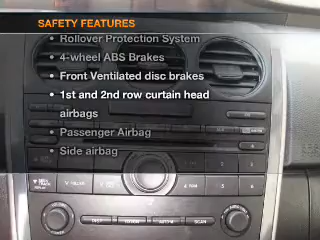 SAFETY FEATURES
• Rollover Protection System
• 4-wheel ABS Brakes
• Front Ventilated disc brakes
• 1st and 2nd row curtain head
airbags
• Passenger Airbag
• Side airbag
SCAN